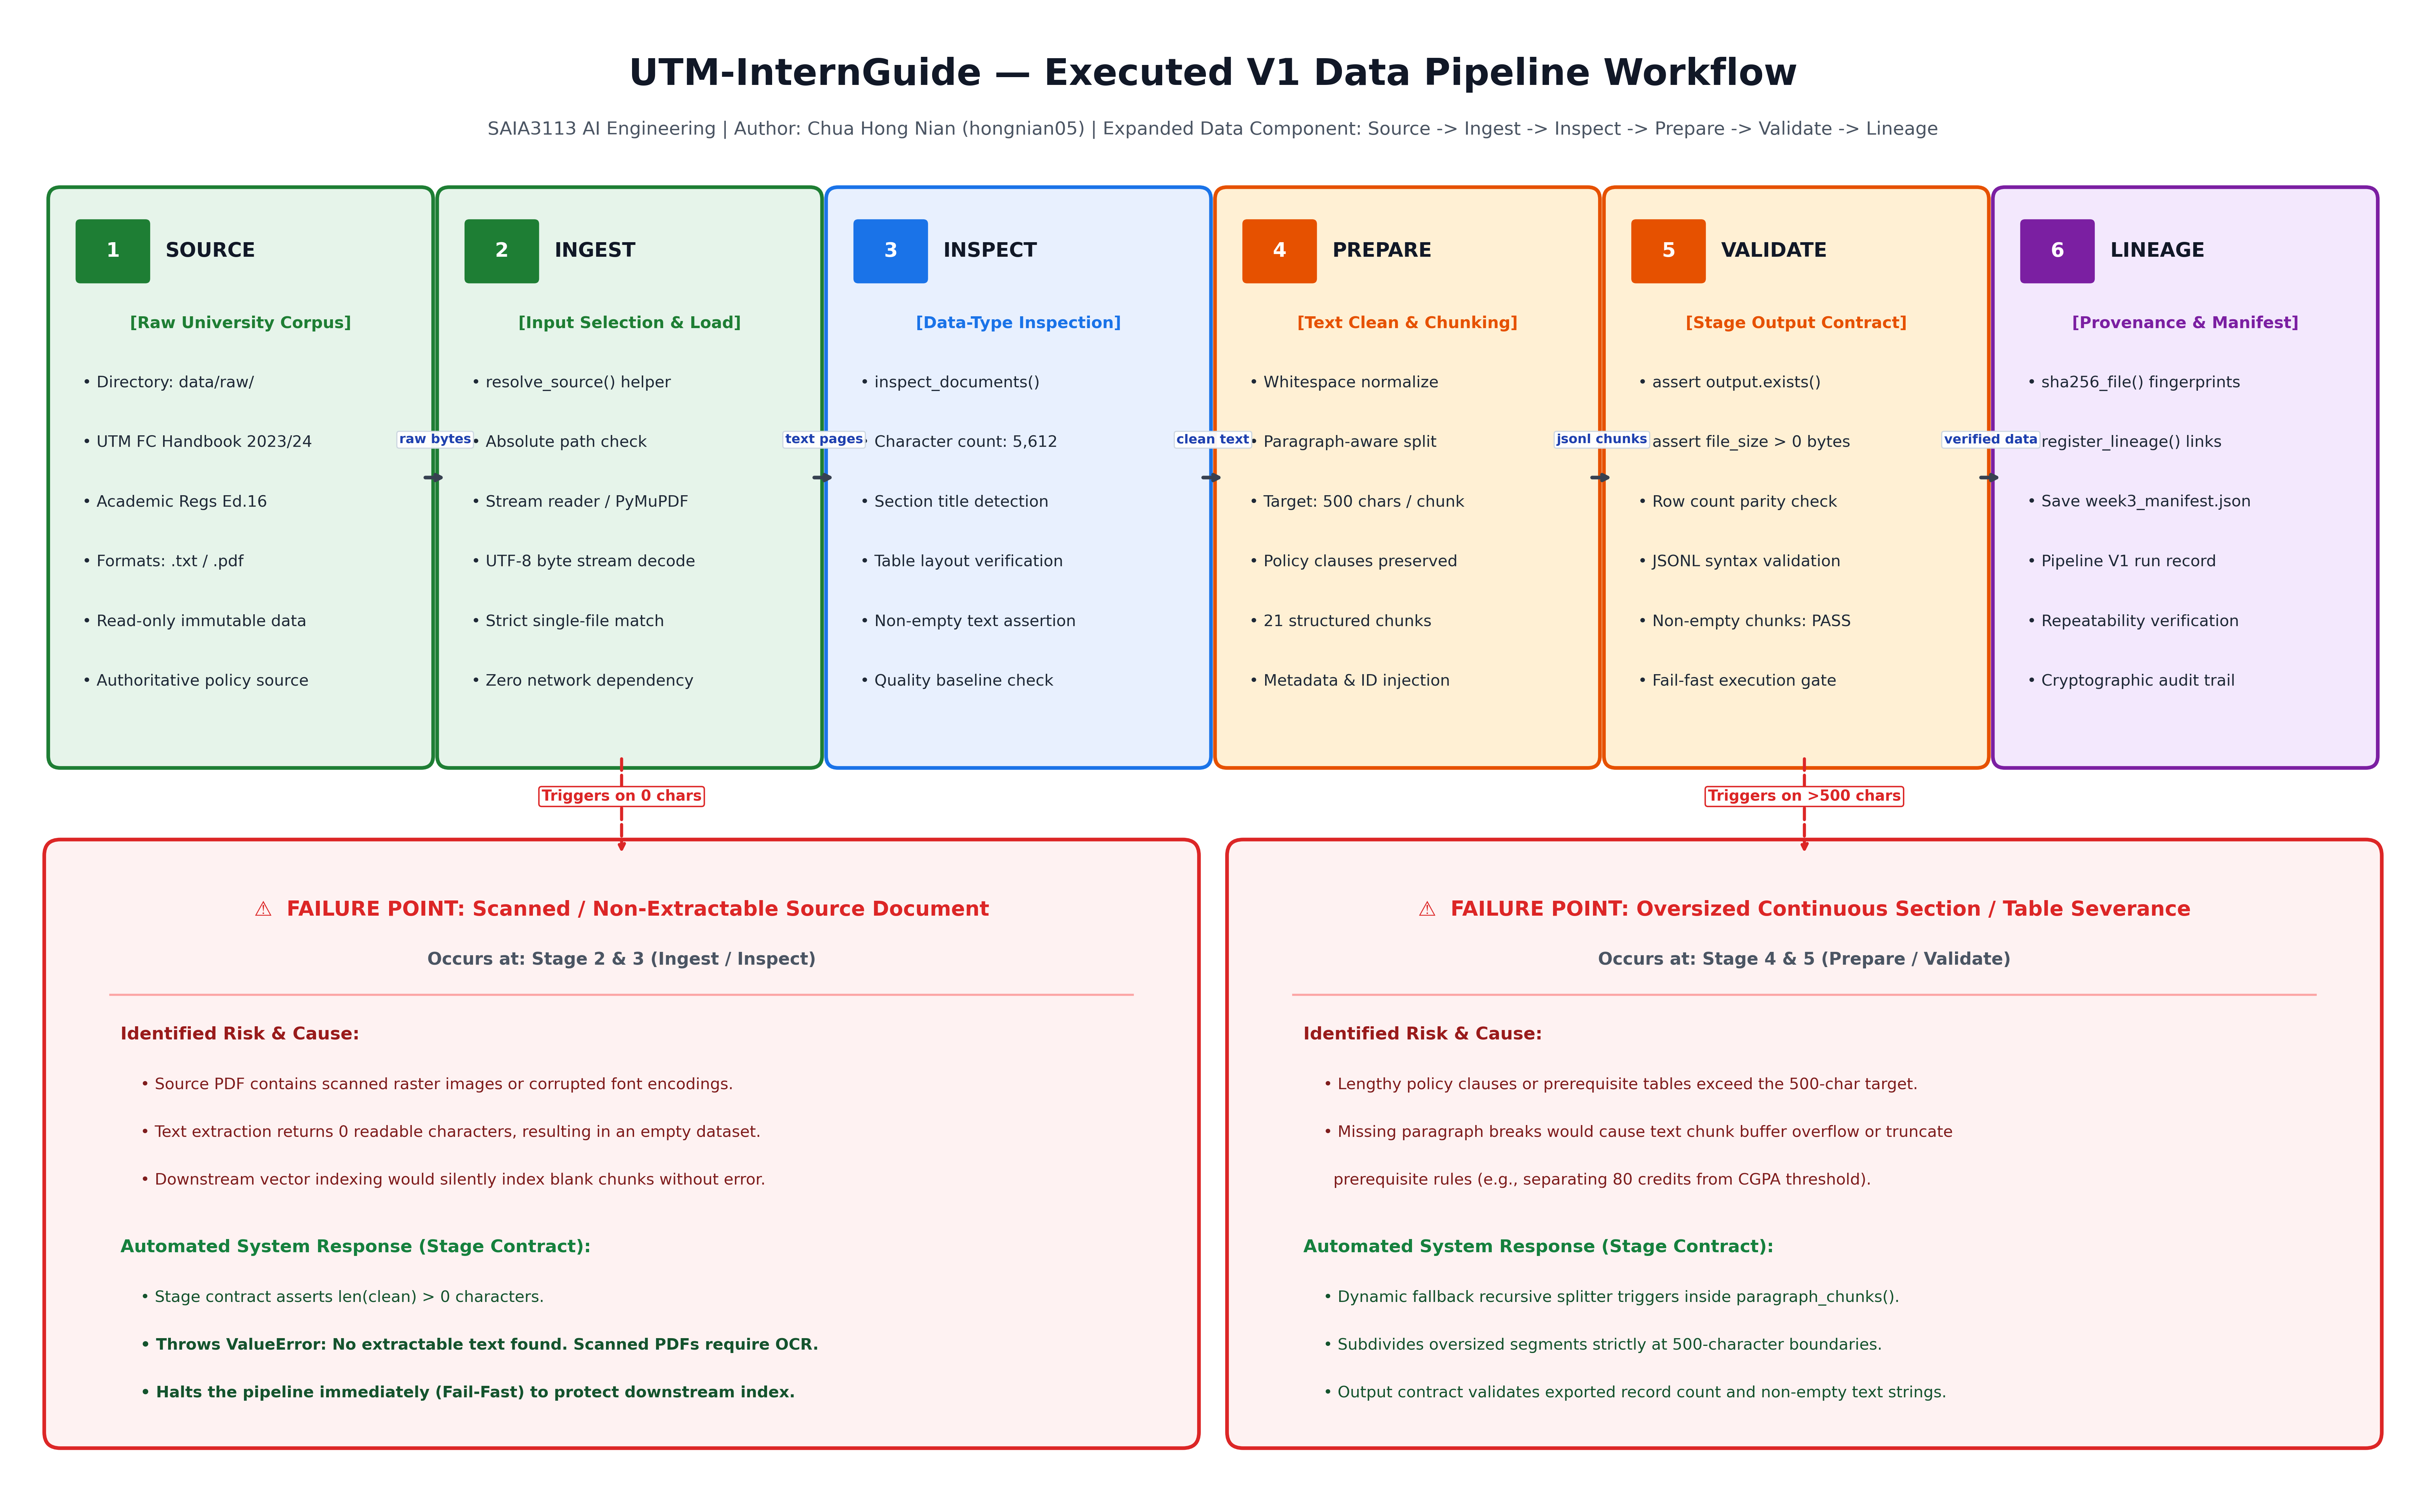 UTM-InternGuide — Executed V1 Data Pipeline Workflow
SAIA3113 AI Engineering | Author: Chua Hong Nian (hongnian05) | Expanded Data Component: Source -> Ingest -> Inspect -> Prepare -> Validate -> Lineage
1 SOURCE
[Raw University Corpus]
• Directory: data/raw/
• UTM FC Handbook 2023/24
• Academic Regs Ed.16
• Formats: .txt / .pdf
• Read-only immutable data
• Authoritative policy source
raw bytes
2 INGEST
[Input Selection & Load]
• resolve_source() helper
• Absolute path check
• Stream reader / PyMuPDF
• UTF-8 byte stream decode
• Strict single-file match
• Zero network dependency
text pages
3 INSPECT
[Data-Type Inspection]
• inspect_documents()
• Character count: 5,612
• Section title detection
• Table layout verification
• Non-empty text assertion
• Quality baseline check
clean text
4 PREPARE
[Text Clean & Chunking]
• Whitespace normalize
• Paragraph-aware split
• Target: 500 chars / chunk
• Policy clauses preserved
• 21 structured chunks
• Metadata & ID injection
jsonl chunks
5 VALIDATE
[Stage Output Contract]
• assert output.exists()
assert file_size > 0 bytes
• Row count parity check
• JSONL syntax validation
• Non-empty chunks: PASS
• Fail-fast execution gate
verified data
6 LINEAGE
[Provenance & Manifest]
• sha256_file() fingerprints
register_lineage() links
• Save week3_manifest.json
• Pipeline V1 run record
• Repeatability verification
• Cryptographic audit trail
Triggers on 0 chars
⚠ FAILURE POINT: Scanned / Non-Extractable Source Document
Occurs at: Stage 2 & 3 (Ingest / Inspect)
Identified Risk & Cause:
• Source PDF contains scanned raster images or corrupted font encodings.
• Text extraction returns 0 readable characters, resulting in an empty dataset.
• Downstream vector indexing would silently index blank chunks without error.
Automated System Response (Stage Contract):
• Stage contract asserts len(clean) > 0 characters.
• Throws ValueError: No extractable text found. Scanned PDFs require OCR.
• Halts the pipeline immediately (Fail-Fast) to protect downstream index.
Triggers on >500 chars
⚠ FAILURE POINT: Oversized Continuous Section / Table Severance
Occurs at: Stage 4 & 5 (Prepare / Validate)
Identified Risk & Cause:
• Lengthy policy clauses or prerequisite tables exceed the 500-char target.
• Missing paragraph breaks would cause text chunk buffer overflow or truncate
prerequisite rules (e.g., separating 80 credits from CGPA threshold).
Automated System Response (Stage Contract):
• Dynamic fallback recursive splitter triggers inside paragraph_chunks().
• Subdivides oversized segments strictly at 500-character boundaries.
• Output contract validates exported record count and non-empty text strings.